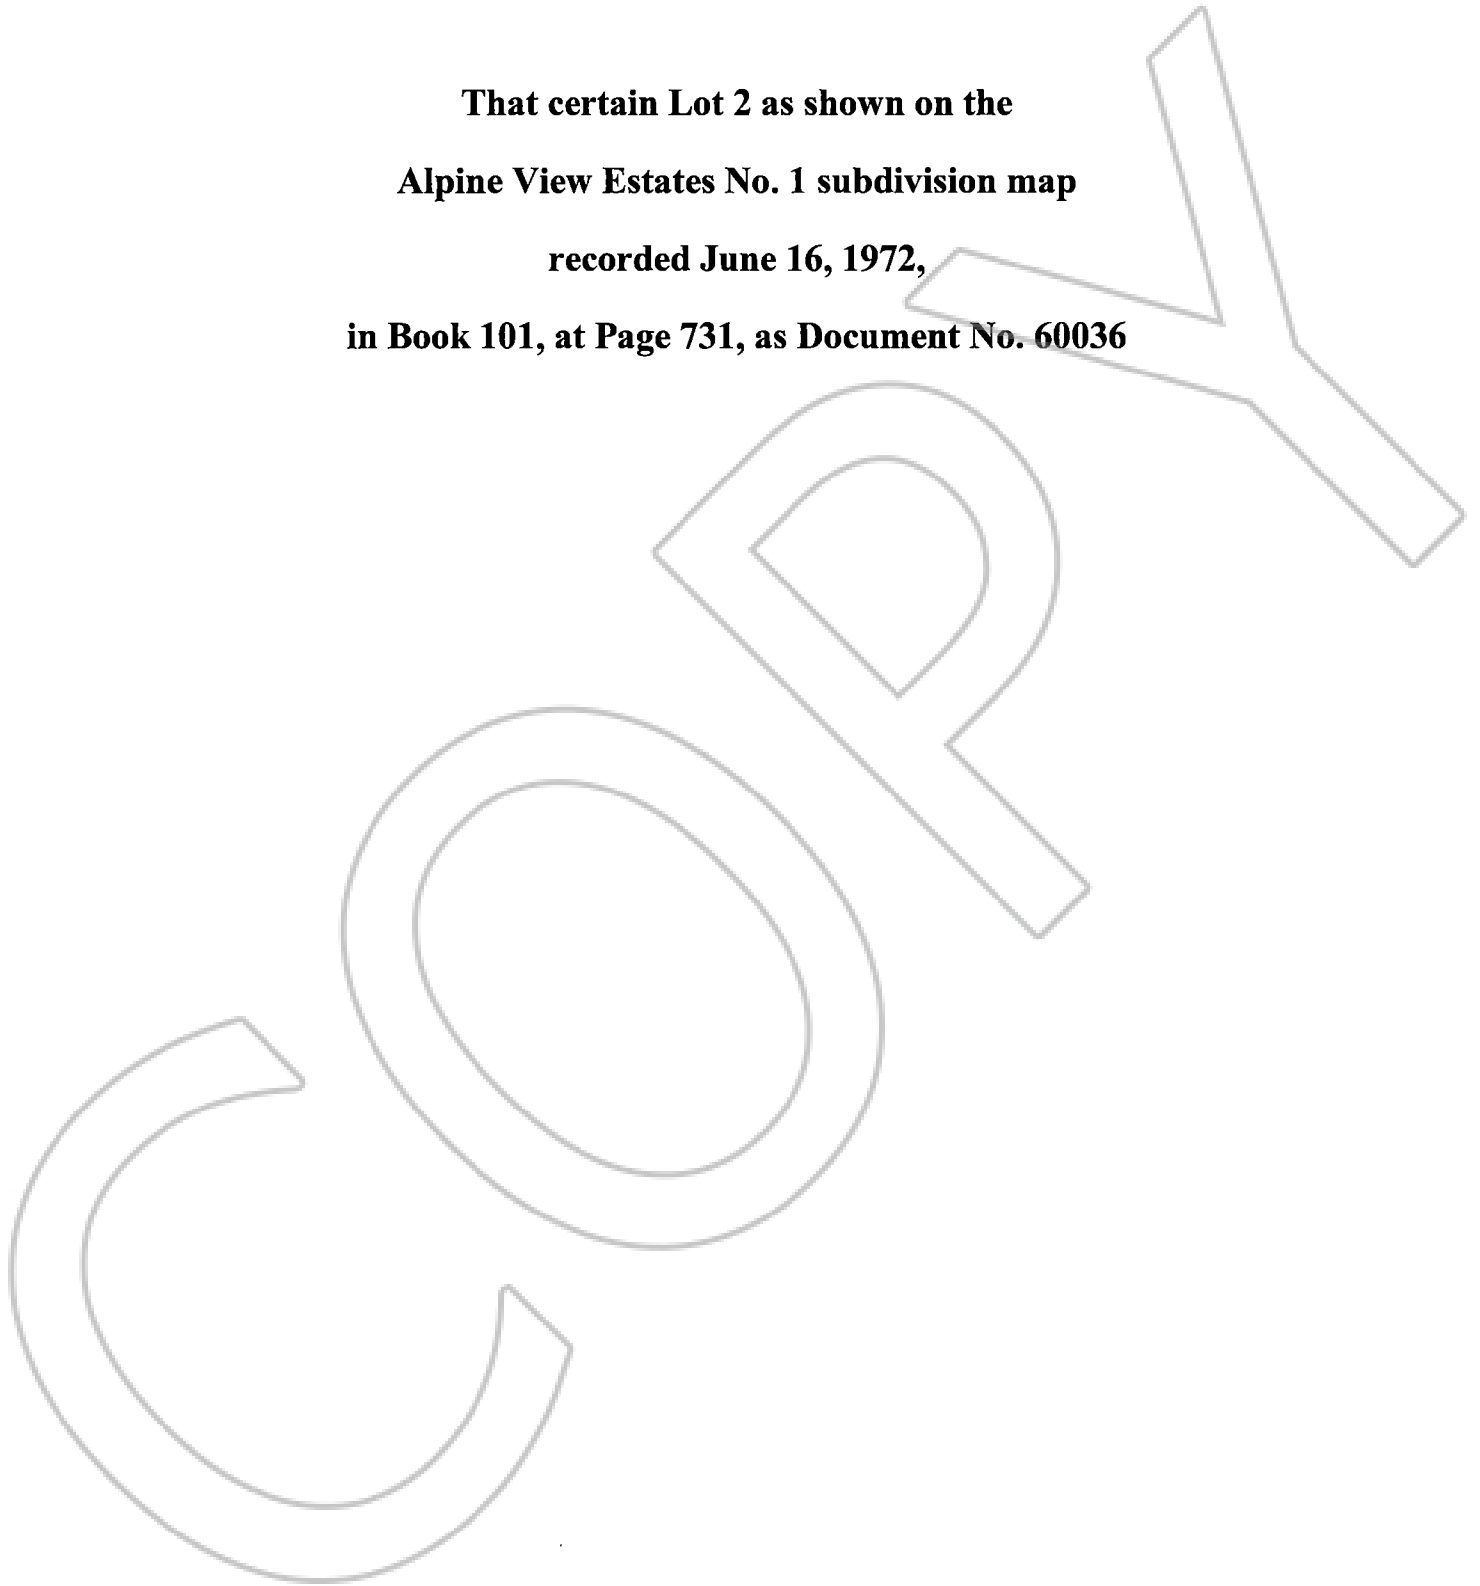 That certain Lot 2 as shown on the
Alpine View Estates No. 1 subdivision map
recorded June 16, 1972,
in Book 101, at Page 731, as Document No. 60036
COPY